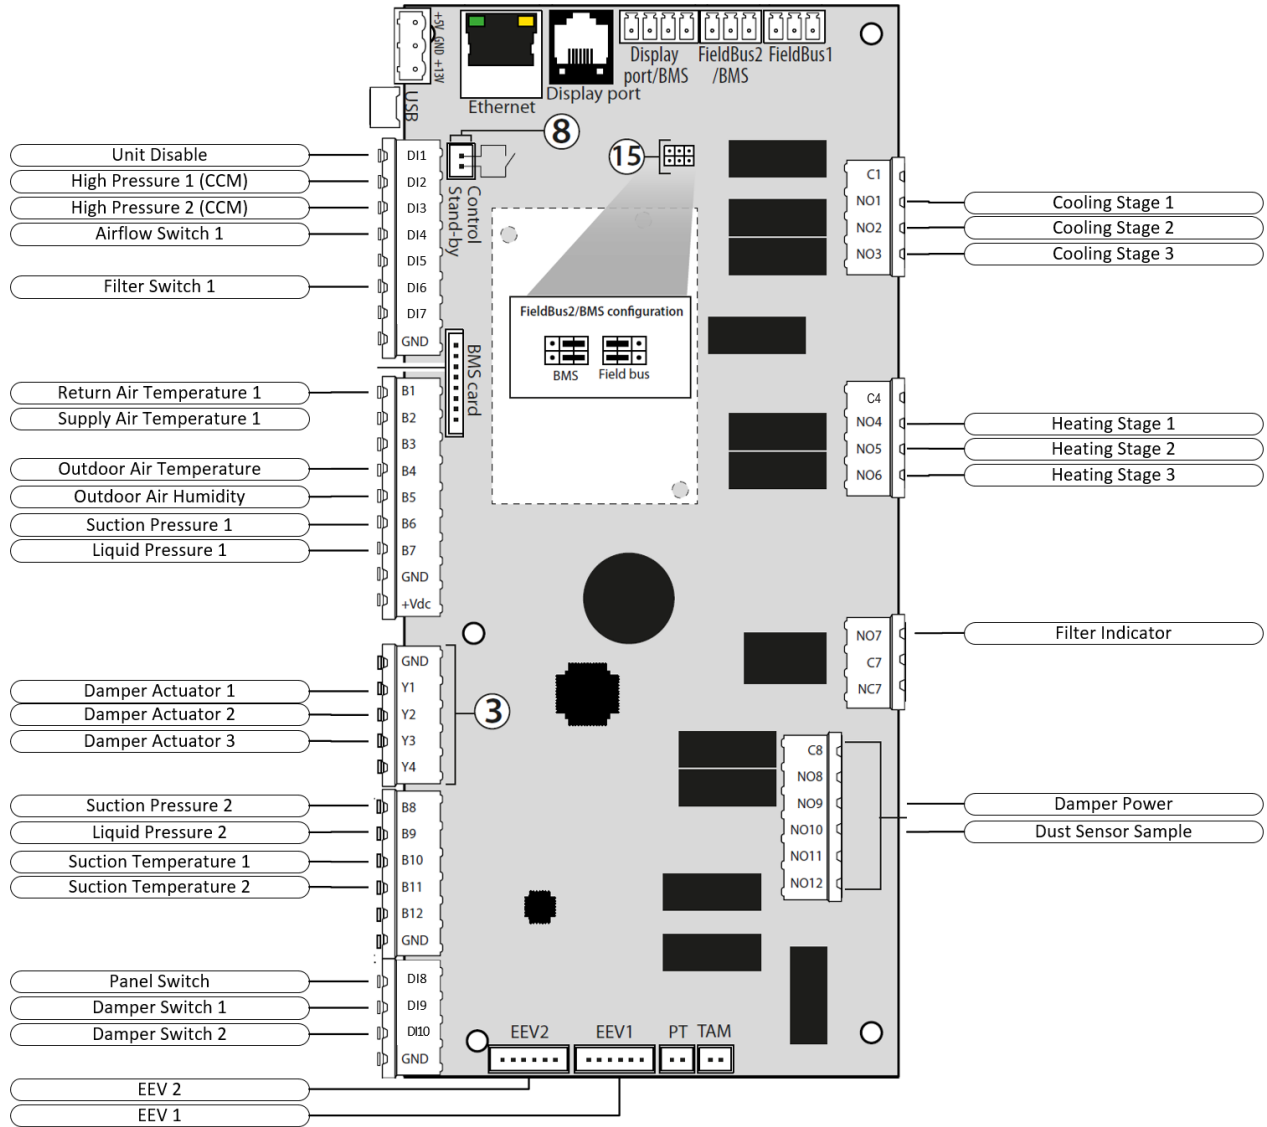 +5V GND +13V
USB
Ethernet
Display port
Display
port/BMS
FieldBus2
/BMS
FieldBus1
8
15
Control
Stand-by
Unit Disable
High Pressure 1 (CCM)
High Pressure 2 (CCM)
Airflow Switch 1
Filter Switch 1
DI1
DI2
DI3
DI4
DI5
DI6
DI7
GND
BMS card
FieldBus2/BMS configuration
BMS
Field bus
C1
NO1
NO2
NO3
Cooling Stage 1
Cooling Stage 2
Cooling Stage 3
Return Air Temperature 1
Supply Air Temperature 1
Outdoor Air Temperature
Outdoor Air Humidity
Suction Pressure 1
Liquid Pressure 1
B1
B2
B3
B4
B5
B6
B7
GND
+Vdc
C4
NO4
NO5
NO6
Heating Stage 1
Heating Stage 2
Heating Stage 3
Damper Actuator 1
Damper Actuator 2
Damper Actuator 3
GND
Y1
Y2
Y3
Y4
3
NO7
C7
NC7
Filter Indicator
Suction Pressure 2
Liquid Pressure 2
Suction Temperature 1
Suction Temperature 2
B8
B9
B10
B11
B12
GND
C8
NO8
NO9
NO10
NO11
NO12
Damper Power
Dust Sensor Sample
Panel Switch
Damper Switch 1
Damper Switch 2
DI8
DI9
DI10
GND
EEV2
EEV1
PT
TAM
EEV 2
EEV 1